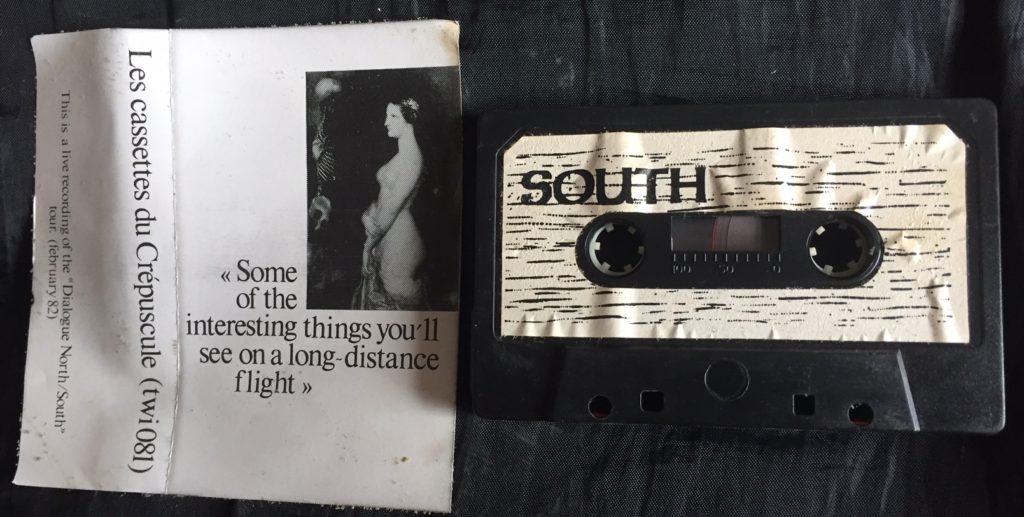 Les cassettes du Crépuscule (twi 081)
This is a live recording of the "Dialogue North/South»
tour. (february 82)
« Some
of the
interesting things you'll
see on a long-distance
flight »
SOUTH
100 50 0